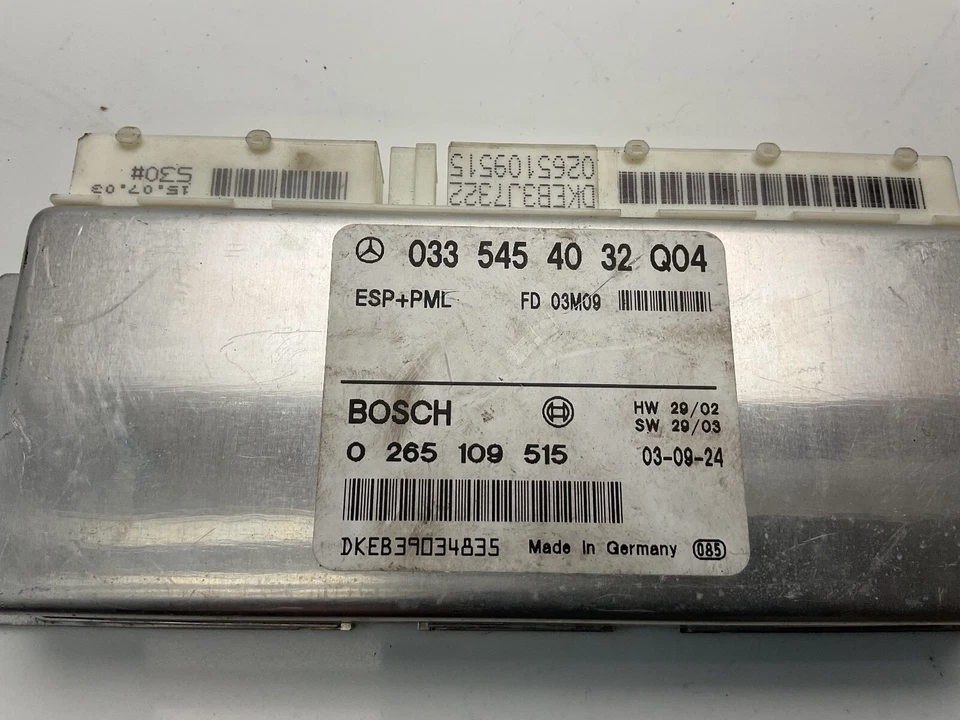 530#
15.07.03
0265109515
DKEB3J7322
033 545 40 32 Q04
ESP+PML FD 03M09
BOSCH HW 29/02
SW 29/03
0 265 109 515 03-09-24
DKEB39034835 Made in Germany 085